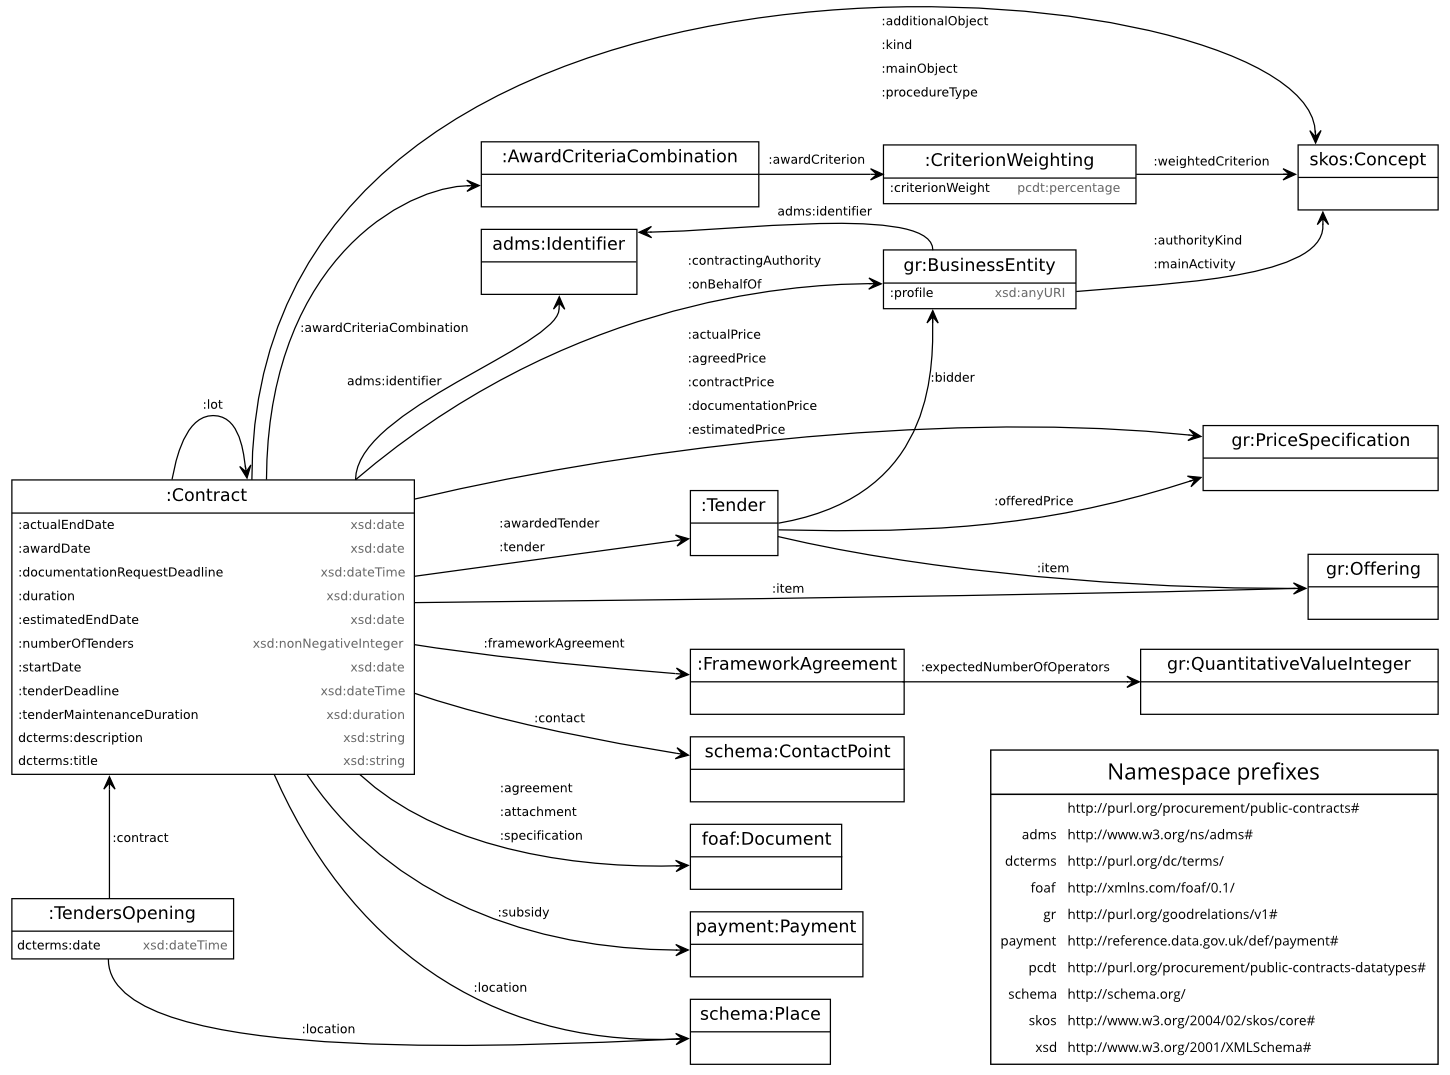 :additionalObject
:kind
:mainObject
:procedureType
:AwardCriteriaCombination
:awardCriterion
:CriterionWeighting
:criterionWeight pcdt:percentage
:weightedCriterion
skos:Concept
adms:identifier
adms:Identifier
:contractingAuthority
:onBehalfOf
gr:BusinessEntity
:profile xsd:anyURI
:authorityKind
:mainActivity
:awardCriteriaCombination
adms:identifier
:actualPrice
:agreedPrice
:contractPrice
:documentationPrice
:estimatedPrice
:bidder
:lot
gr:PriceSpecification
:Contract
:actualEndDate xsd:date
:awardDate xsd:date
:documentationRequestDeadline xsd:dateTime
:duration xsd:duration
:estimatedEndDate xsd:date
:numberOfTenders xsd:nonNegativeInteger
:startDate xsd:date
:tenderDeadline xsd:dateTime
:tenderMaintenanceDuration xsd:duration
dcterms:description xsd:string
dcterms:title xsd:string
:awardedTender
:tender
:Tender
:offeredPrice
:item
:item
gr:Offering
:frameworkAgreement
:FrameworkAgreement
:expectedNumberOfOperators
gr:QuantitativeValueInteger
:contact
schema:ContactPoint
:agreement
:attachment
:specification
foaf:Document
:contract
:subsidy
payment:Payment
:TendersOpening
dcterms:date xsd:dateTime
:location
:location
schema:Place
Namespace prefixes
http://purl.org/procurement/public-contracts#
adms http://www.w3.org/ns/adms#
dcterms http://purl.org/dc/terms/
foaf http://xmlns.com/foaf/0.1/
gr http://purl.org/goodrelations/v1#
payment http://reference.data.gov.uk/def/payment#
pcdt http://purl.org/procurement/public-contracts-datatypes#
schema http://schema.org/
skos http://www.w3.org/2004/02/skos/core#
xsd http://www.w3.org/2001/XMLSchema#